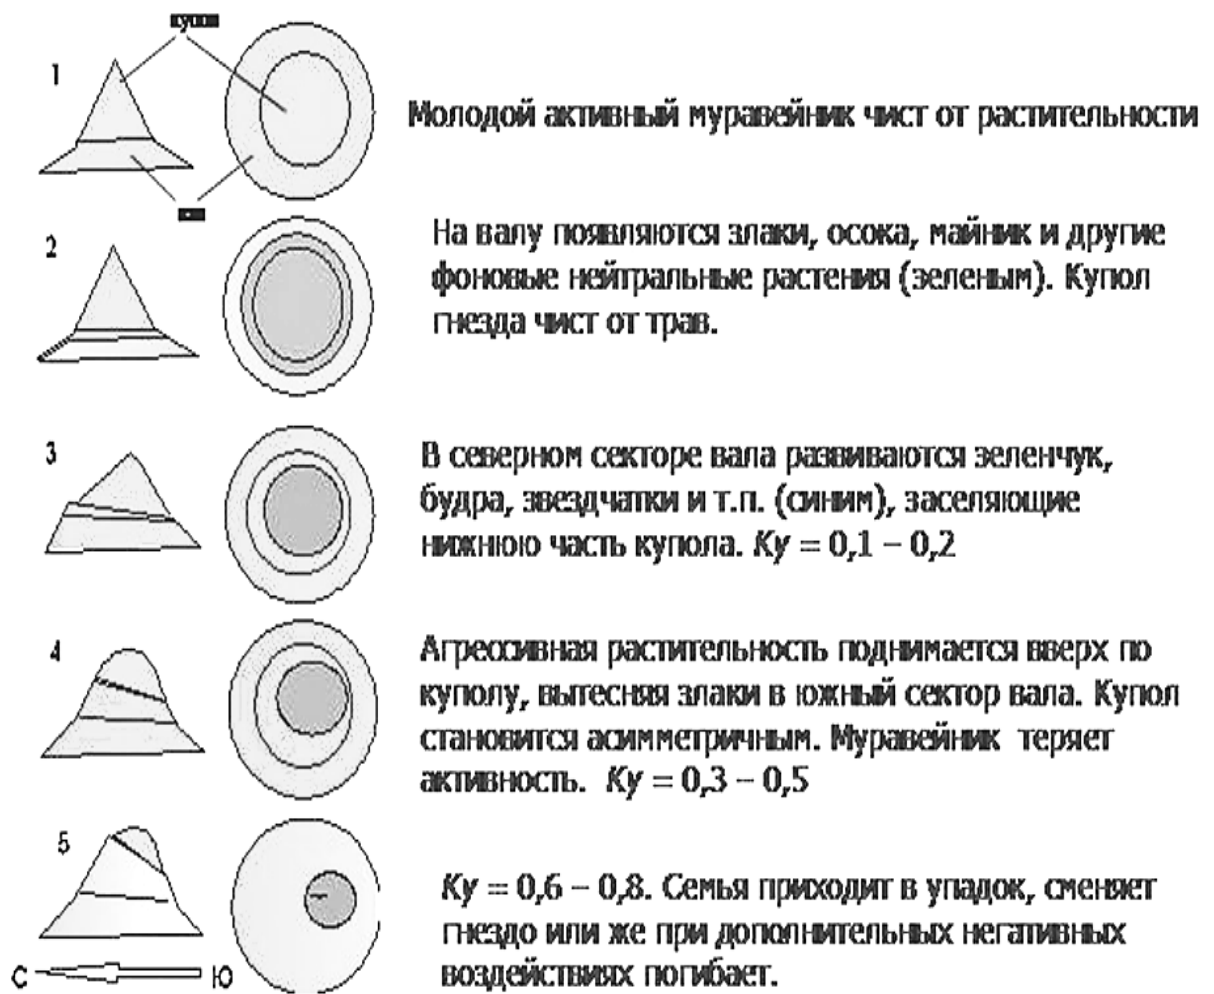 купол
1
Молодой активный муравейник чист от растительности
2
На валу появляются злаки, осока, майник и другие
фоновые нейтральные растения (зеленым). Купол
гнезда чист от трав.
3
В северном секторе вала развиваются зеленчук,
будра, звездчатки и т.п. (синим), заселяющие
нижнюю часть купола. Ку = 0,1 – 0,2
4
Агрессивная растительность поднимается вверх по
куполу, вытесняя злаки в южный сектор вала. Купол
становится асимметричным. Муравейник теряет
активность. Ку = 0,3 – 0,5
5
Ку = 0,6 – 0,8. Семья приходит в упадок, сменяет
гнездо или же при дополнительных негативных
воздействиях погибает.
С Ю